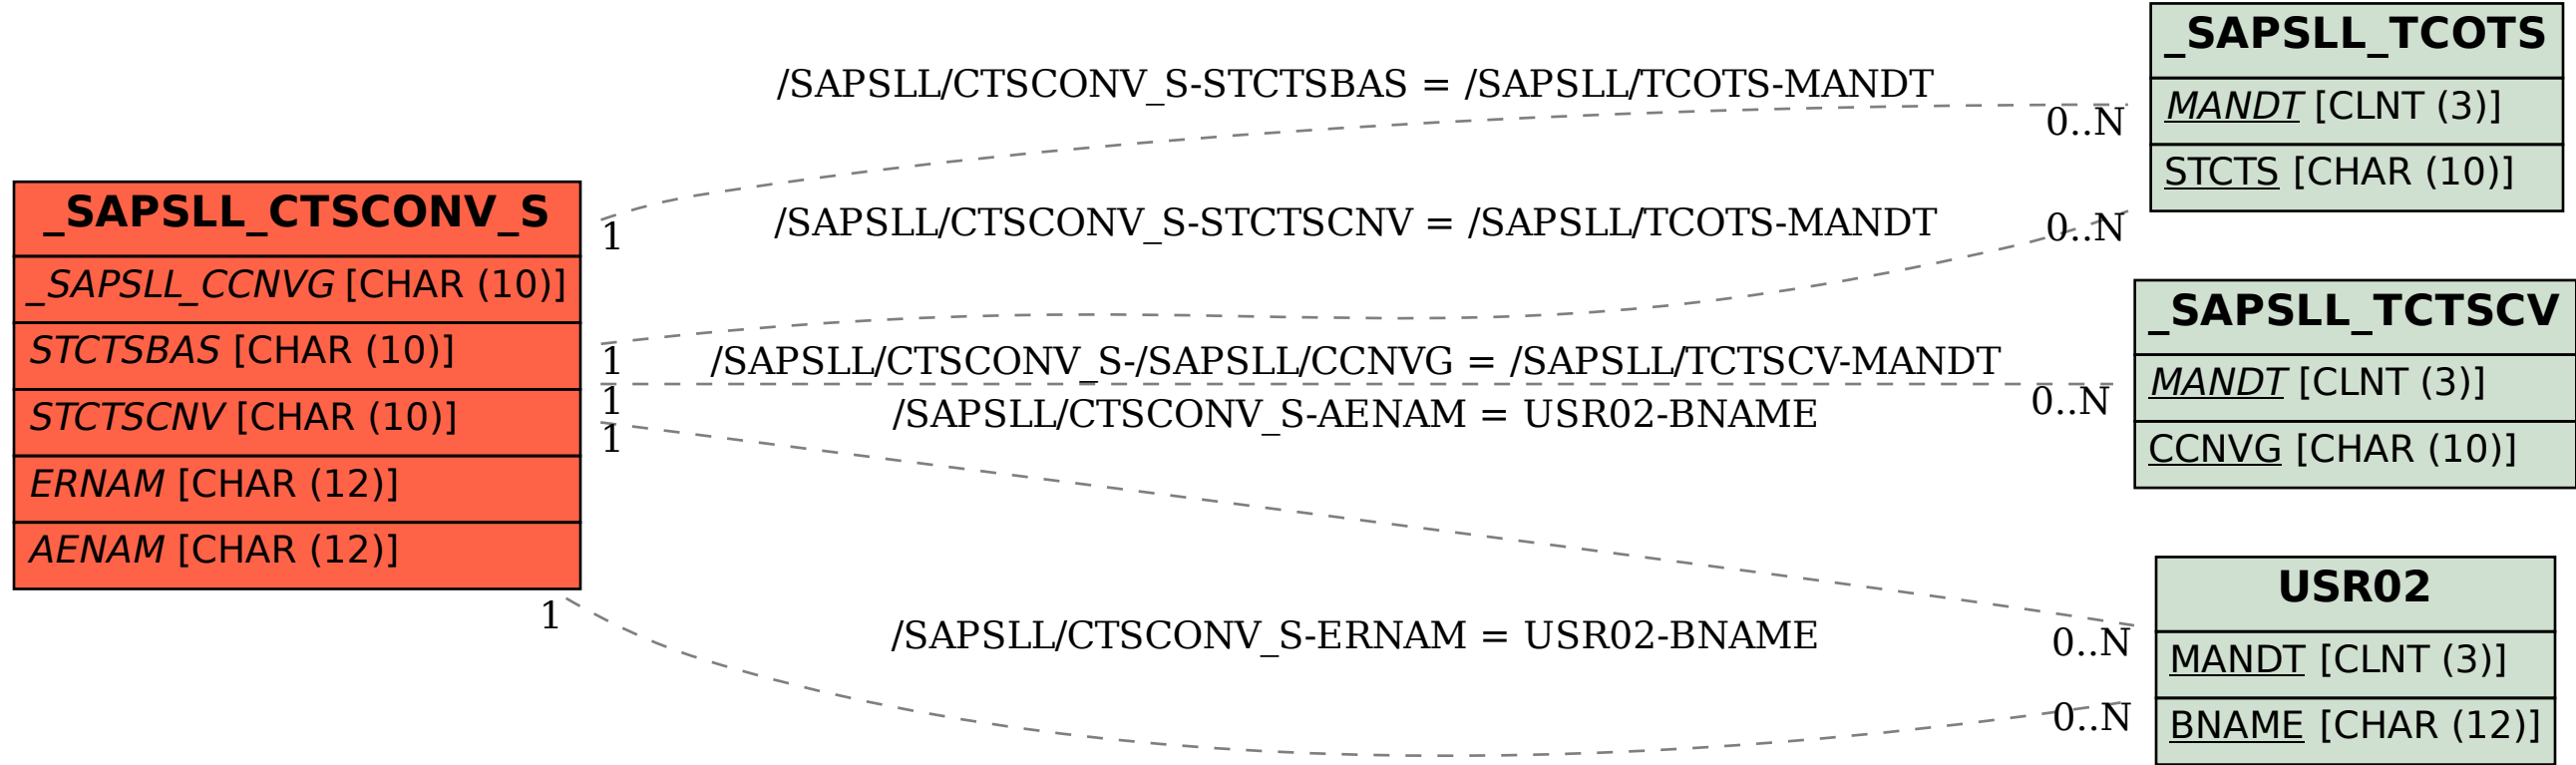 _SAPSLL_CTSCONV_S
_SAPSLL_CCNVG [CHAR (10)]
STCTSBAS [CHAR (10)]
STCTSCNV [CHAR (10)]
ERNAM [CHAR (12)]
AENAM [CHAR (12)]
/SAPSLL/CTSCONV_S-STCTSBAS = /SAPSLL/TCOTS-MANDT
0..N
1
/SAPSLL/CTSCONV_S-STCTSCNV = /SAPSLL/TCOTS-MANDT
0..N
1
/SAPSLL/CTSCONV_S-/SAPSLL/CCNVG = /SAPSLL/TCTSCV-MANDT
0..N
1
/SAPSLL/CTSCONV_S-AENAM = USR02-BNAME
1
0..N
/SAPSLL/CTSCONV_S-ERNAM = USR02-BNAME
1
0..N
_SAPSLL_TCOTS
MANDT [CLNT (3)]
STCTS [CHAR (10)]
_SAPSLL_TCTSCV
MANDT [CLNT (3)]
CCNVG [CHAR (10)]
USR02
MANDT [CLNT (3)]
BNAME [CHAR (12)]